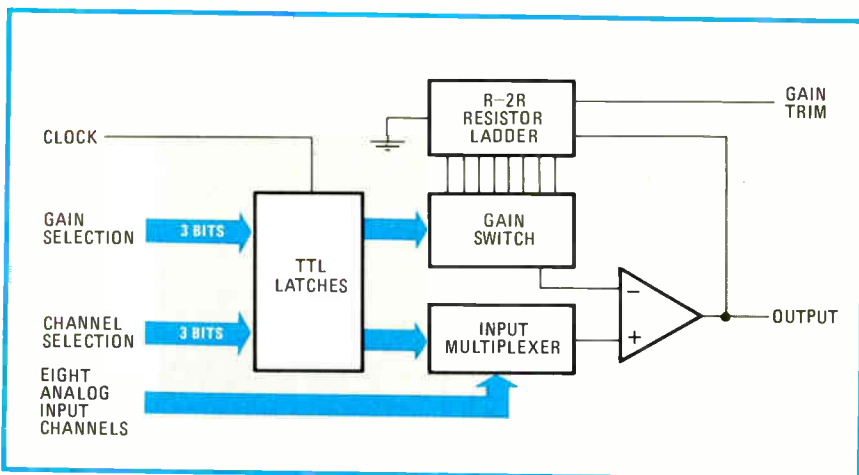 R–2R
RESISTOR
LADDER
GAIN
TRIM
CLOCK
GAIN
SELECTION
3 BITS
TTL
LATCHES
GAIN
SWITCH
–
+
OUTPUT
CHANNEL
SELECTION
3 BITS
INPUT
MULTIPLEXER
EIGHT
ANALOG
INPUT
CHANNELS